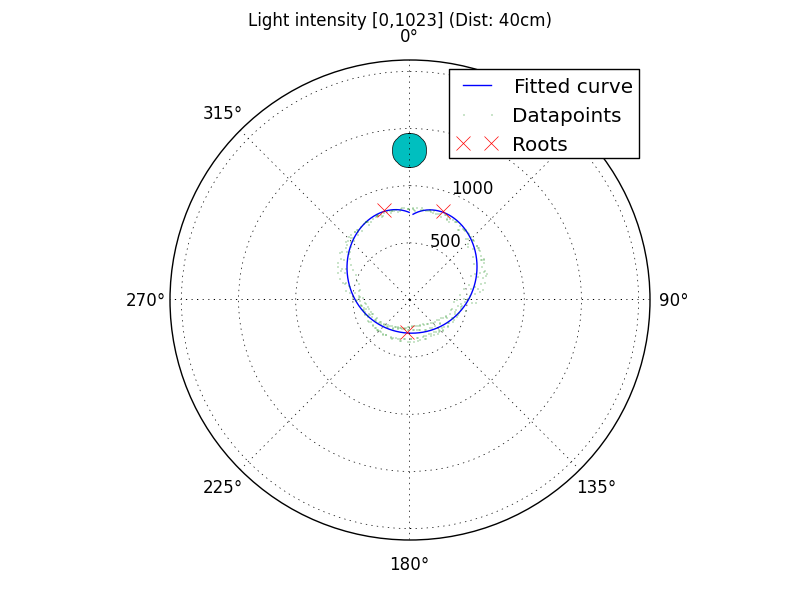 Light intensity [0,1023] (Dist: 40cm)
0°
Fitted curve
Datapoints
Roots
315°
1000
500
270°
90°
225°
135°
180°